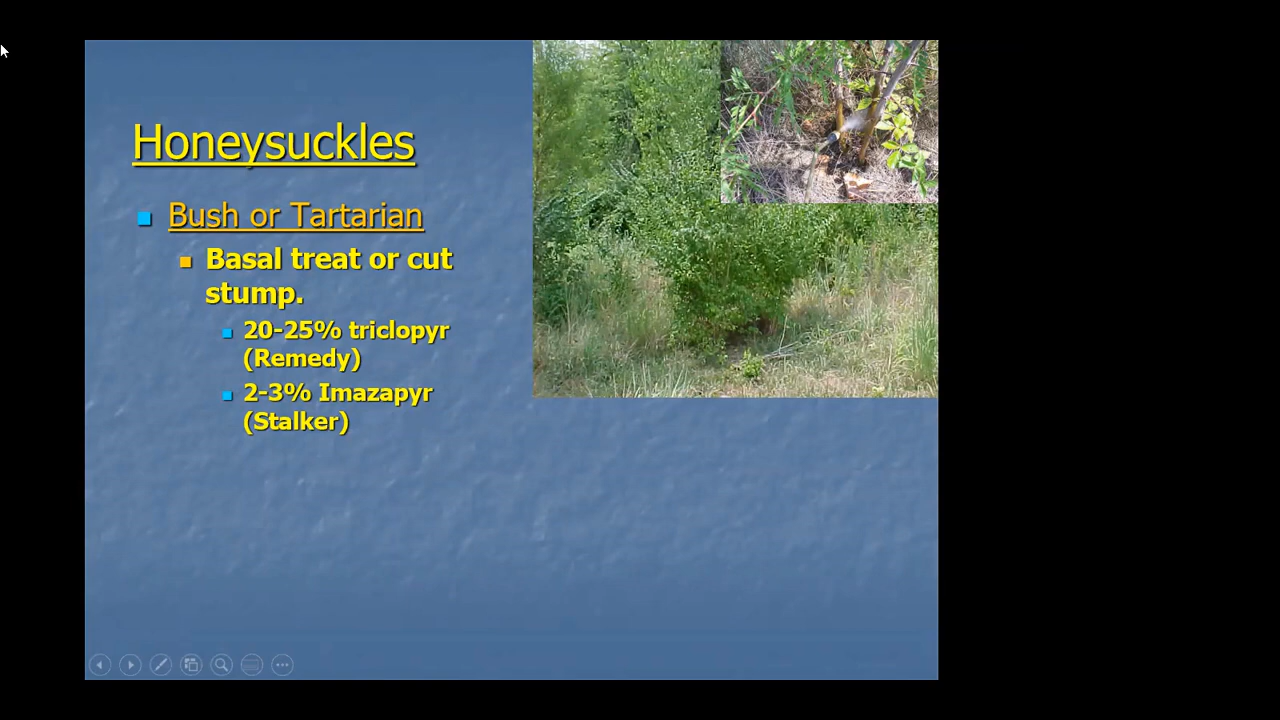 Honeysuckles
Bush or Tartarian
Basal treat or cut
stump.
20-25% triclopyr
(Remedy)
2-3% Imazapyr
(Stalker)